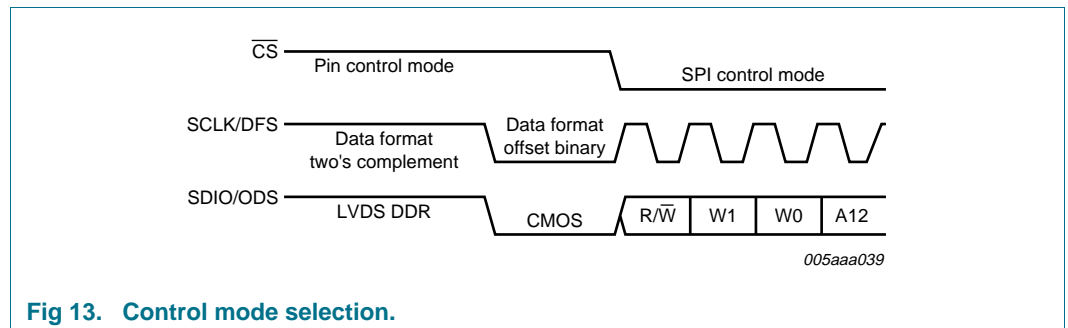 C̅S̅
Pin control mode
SPI control mode
SCLK/DFS
Data format
two's complement
Data format
offset binary
SDIO/ODS
LVDS DDR
CMOS
R/W̅
W1
W0
A12
005aaa039
Fig 13. Control mode selection.